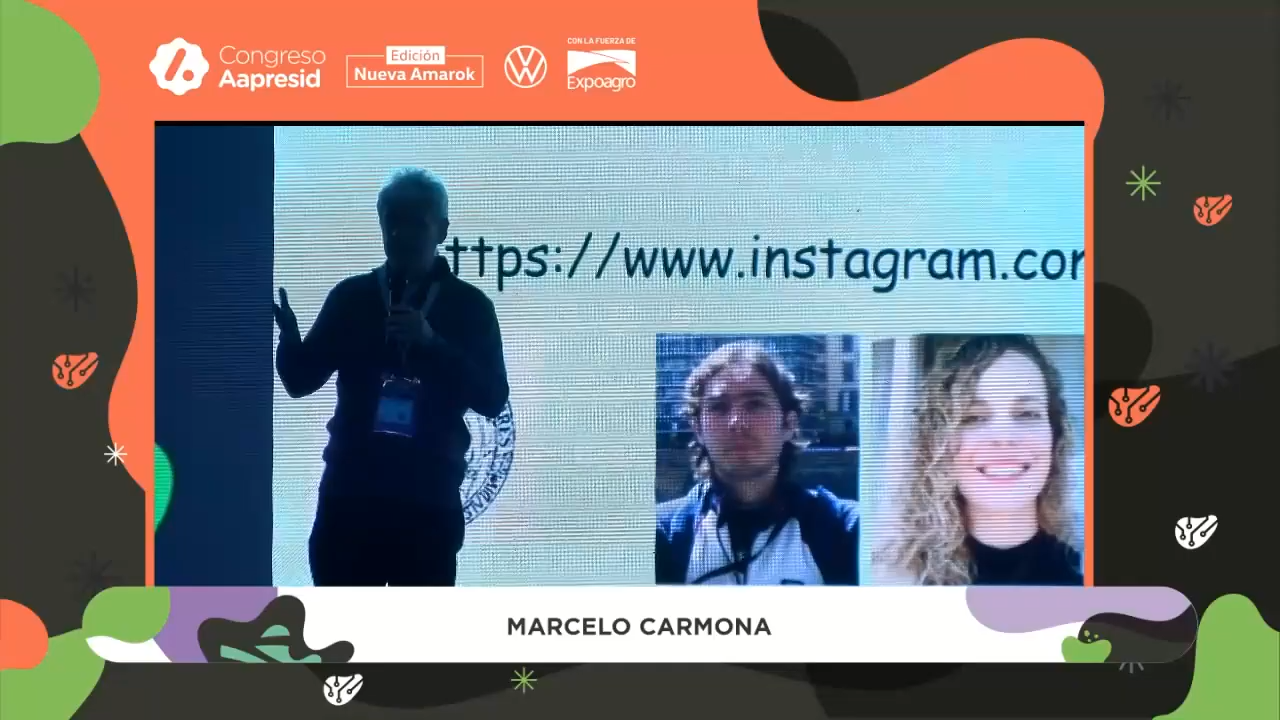 Congreso
Aapresid
Edición
Nueva Amarok
CON LA FUERZA DE
Expoagro
ttps://www.instagram.cor
MARCELO CARMONA